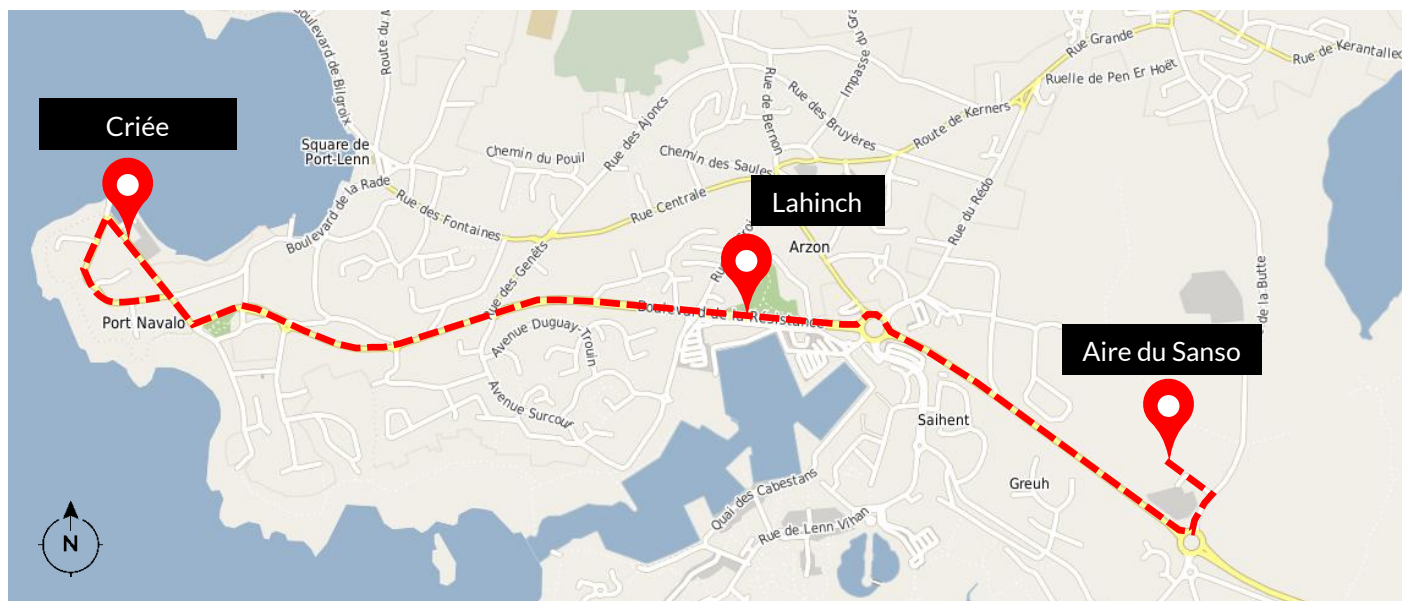 Boulevard de Bilgroix
Route du M
Rue Grande
Rue de Kerantallec
Ruelle de Pen Er Hoët
Impasse
Rue de Bernon
Rue des Bruyères
Route de Kerners
Rue des Ajoncs
Criée
Square de
Port-Lenn
Chemin du Pouil
Chemin des Saules
Boulevard de la Rade
Rue des Fontaines
Rue Centrale
Lahinch
Rue du Rédo
Arzon
Boulevard de la Résistance
Rue des Genêts
de la Butte
Port Navalo
Avenue Duguay-
Trouin
Aire du Sanso
Avenue Surcouf
Saihent
Greuh
Quai des Cabestans
Rue de Lenn Vihan
N